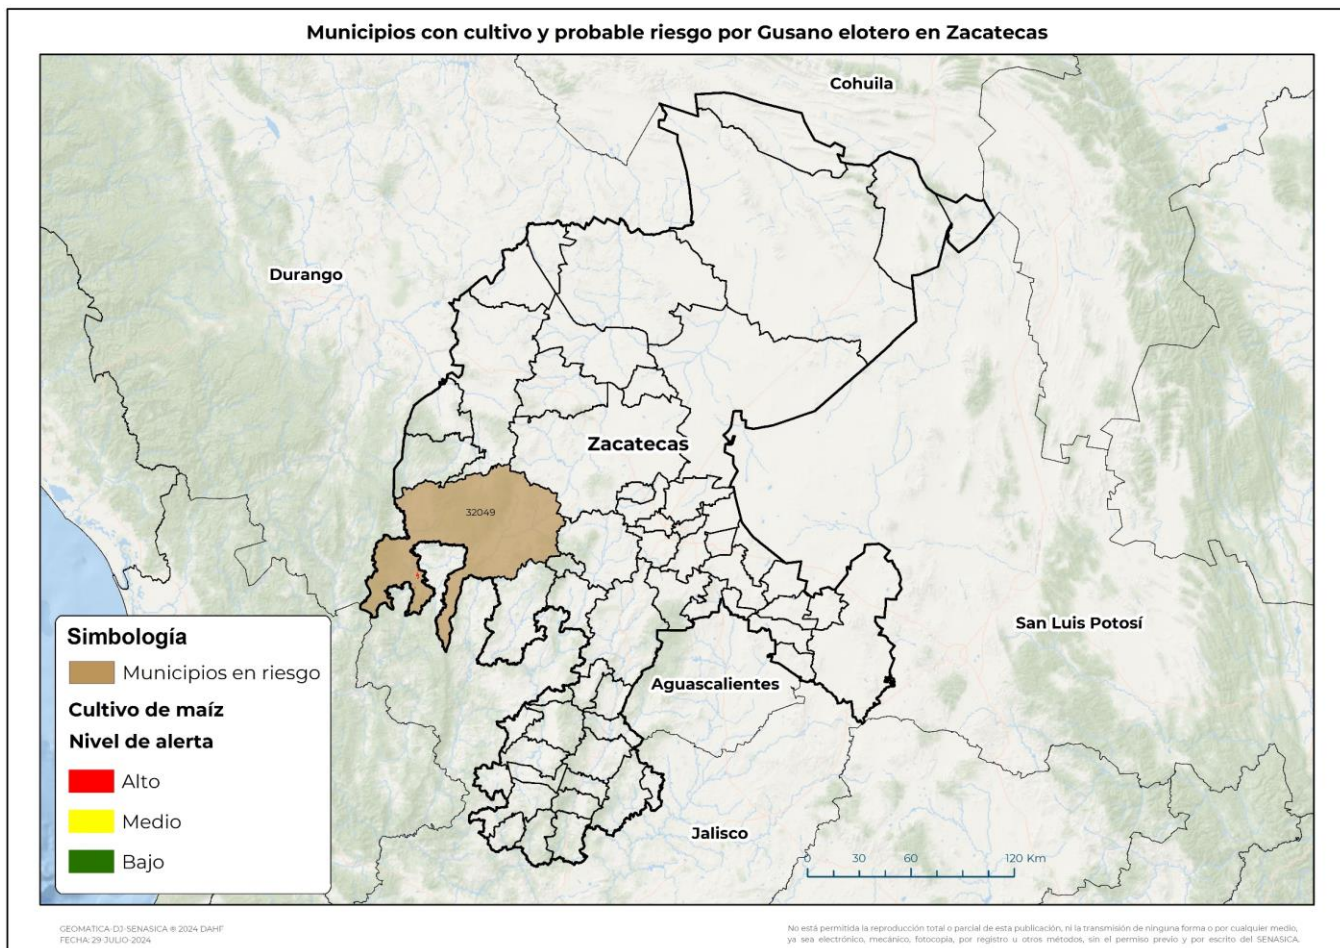 Municipios con cultivo y probable riesgo por Gusano elotero en Zacatecas
Cohuila
Durango
Zacatecas
32049
San Luis Potosí
Aguascalientes
Jalisco
Simbología
Municipios en riesgo
Cultivo de maíz
Nivel de alerta
Alto
Medio
Bajo
0 30 60 120 Km
GEOMATICA-DJ-SENASICA ® 2024 DAHF
FECHA: 29-JULIO-2024
No está permitida la reproducción total o parcial de esta publicación, ni la transmisión de ninguna forma o por cualquier medio,
ya sea electrónico, mecánico, fotocopia, por registro u otros métodos, sin el permiso previo y por escrito del SENASICA.